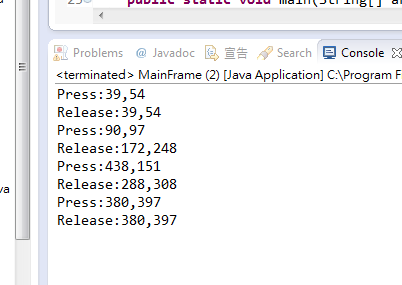 public static void main(String[] ar
Problems @ Javadoc 宣告 Search Console
<terminated> MainFrame (2) [Java Application] C:\Program F
Press:39,54
Release:39,54
Press:90,97
Release:172,248
Press:438,151
Release:288,308
Press:380,397
Release:380,397
va